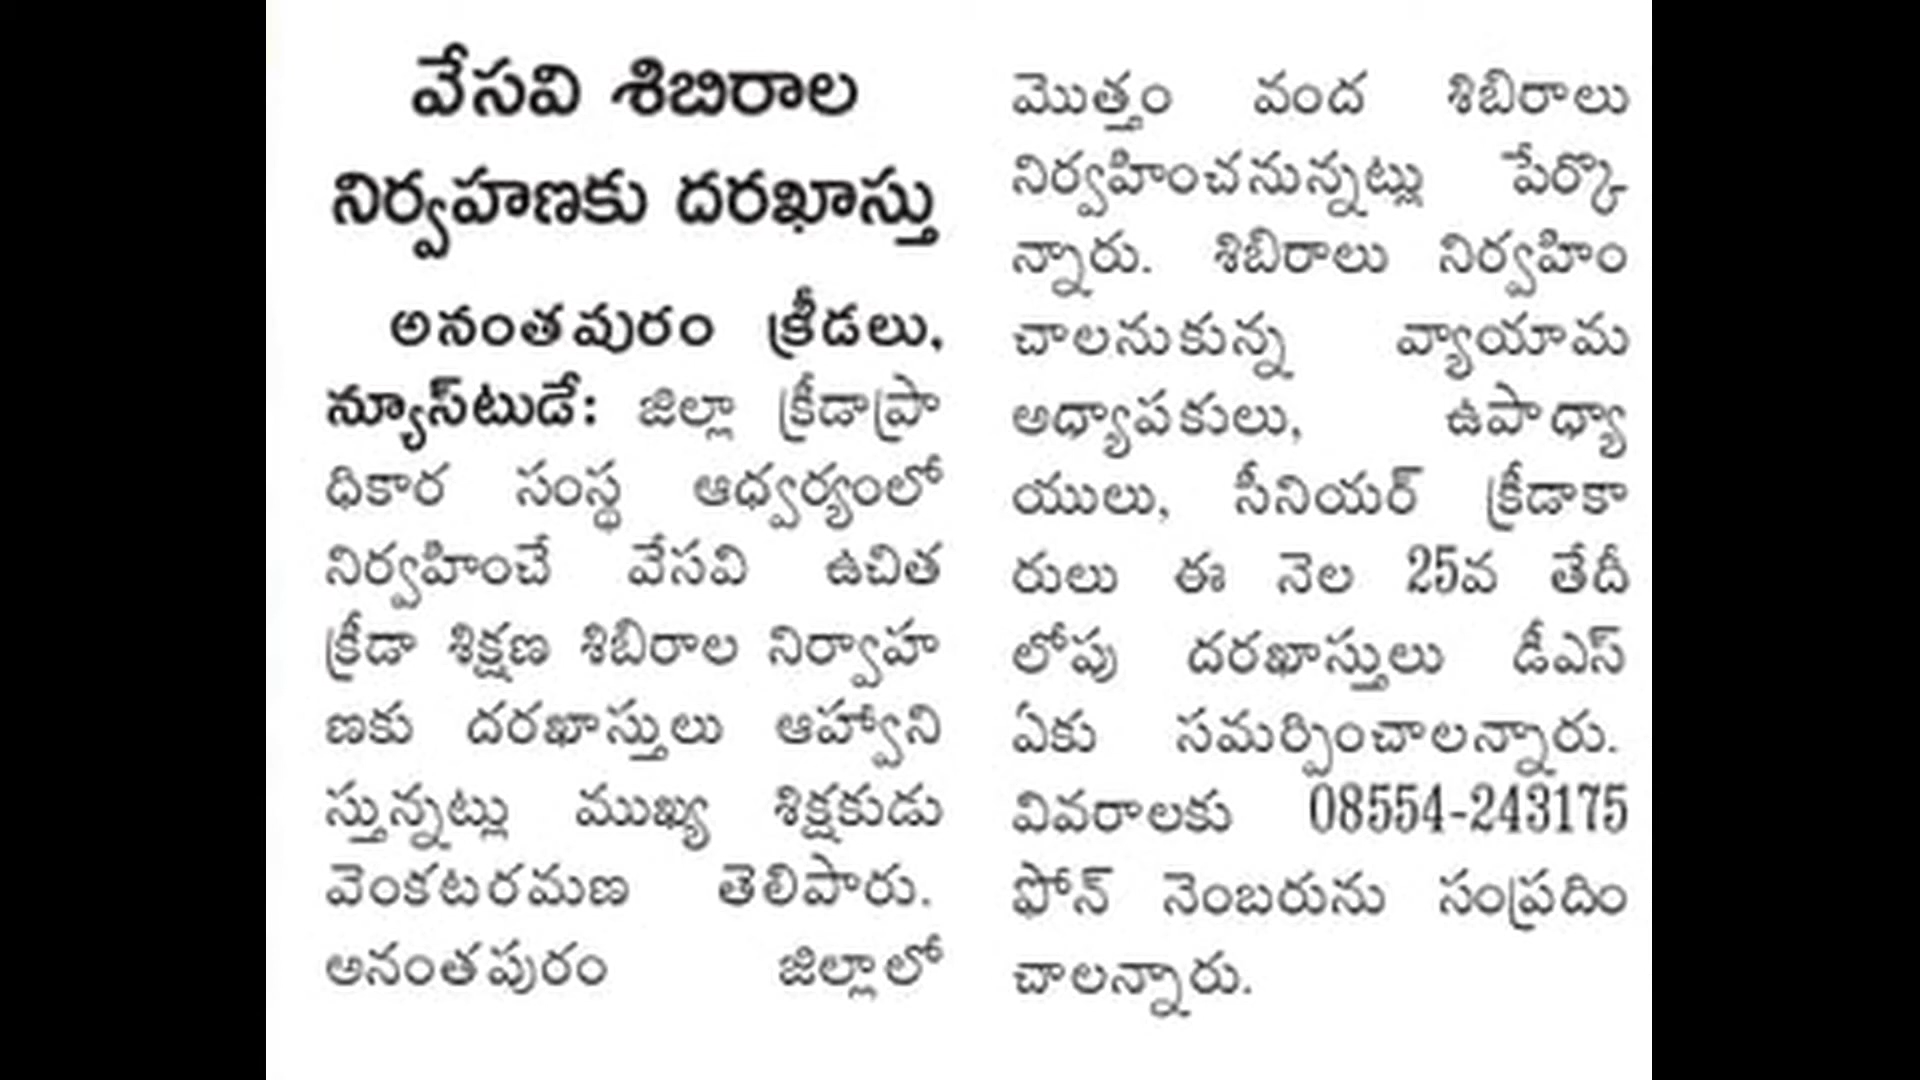 వేసవి శిబిరాల
నిర్వహణకు దరఖాస్తు
అనంతపురం క్రీడలు,
న్యూస్‌టుడే: జిల్లా క్రీడాప్రా
ధికార సంస్థ ఆధ్వర్యంలో
నిర్వహించే వేసవి ఉచిత
క్రీడా శిక్షణ శిబిరాల నిర్వాహ
ణకు దరఖాస్తులు ఆహ్వాని
స్తున్నట్లు ముఖ్య శిక్షకుడు
వెంకటరమణ తెలిపారు.
అనంతపురం జిల్లాలో
మొత్తం వంద శిబిరాలు
నిర్వహించనున్నట్లు పేర్కొ
న్నారు. శిబిరాలు నిర్వహిం
చాలనుకున్న వ్యాయామ
అధ్యాపకులు, ఉపాధ్యా
యులు, సీనియర్ క్రీడాకా
రులు ఈ నెల 25వ తేదీ
లోపు దరఖాస్తులు డీఎస్
ఏకు సమర్పించాలన్నారు.
వివరాలకు 08554-243175
ఫోన్ నెంబరును సంప్రదిం
చాలన్నారు.